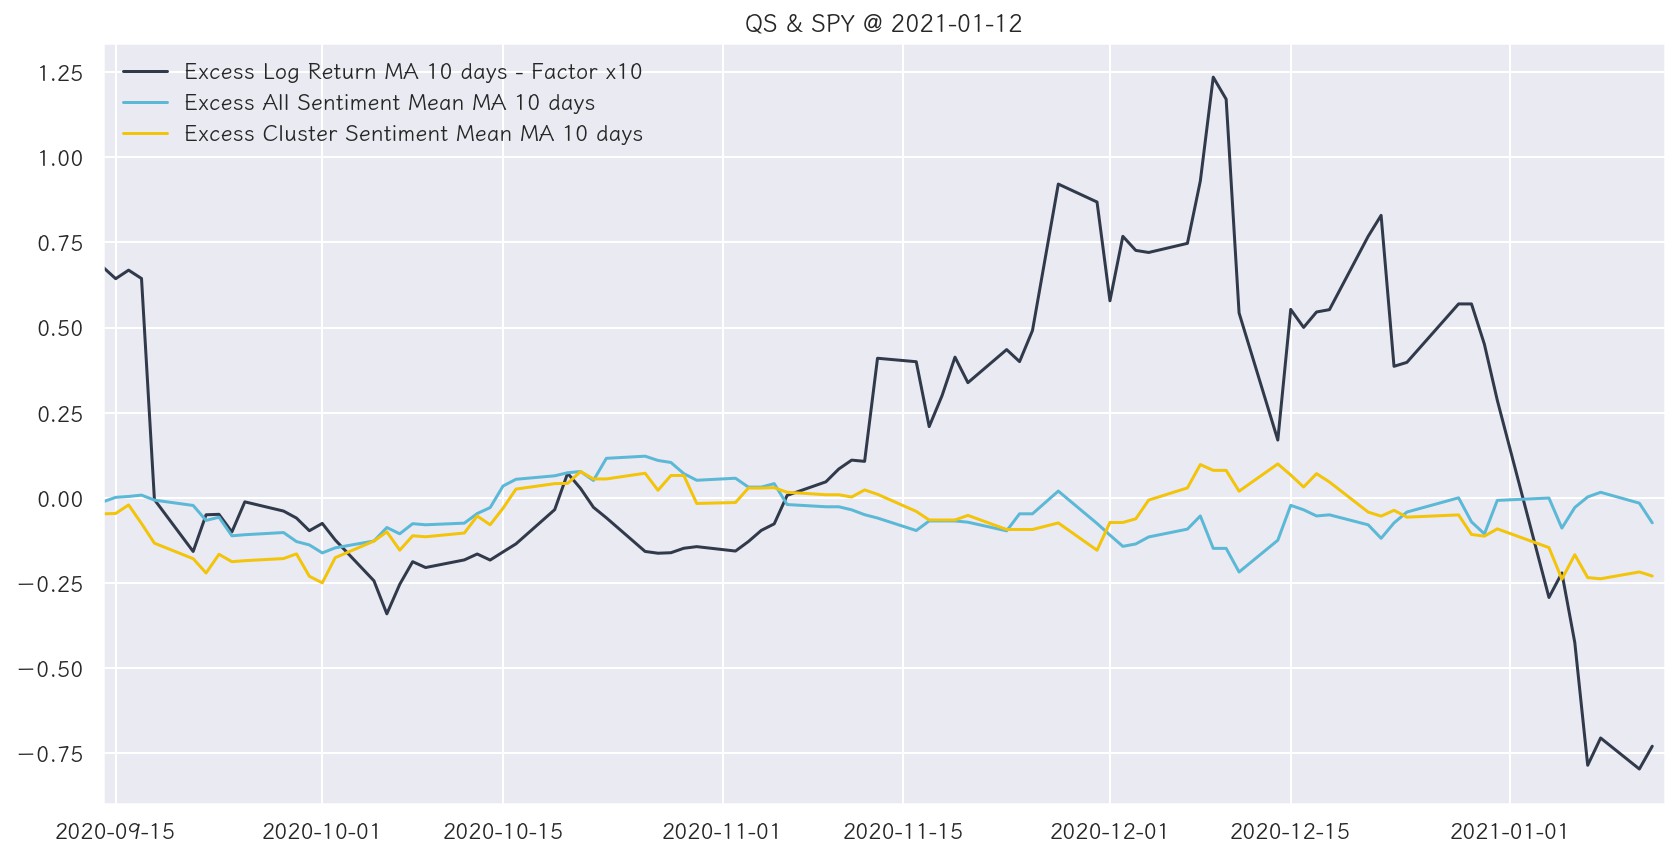 QS & SPY @ 2021-01-12
Excess Log Return MA 10 days - Factor x10
Excess All Sentiment Mean MA 10 days
Excess Cluster Sentiment Mean MA 10 days
1.25
1.00
0.75
0.50
0.25
0.00
−0.25
−0.50
−0.75
2020-09-15 2020-10-01 2020-10-15 2020-11-01 2020-11-15 2020-12-01 2020-12-15 2021-01-01